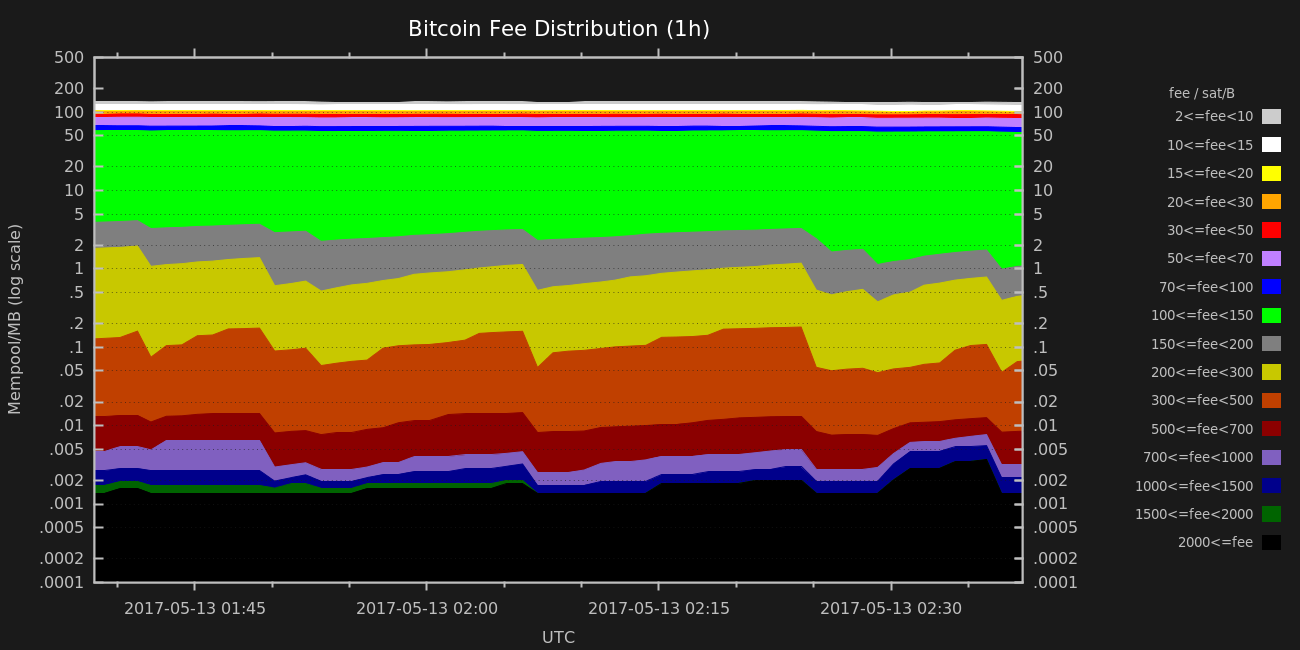 Bitcoin Fee Distribution (1h)
500
200
100
50
20
10
5
2
1
.5
.2
.1
.05
.02
.01
.005
.002
.001
.0005
.0002
.0001
Mempool/MB (log scale)
500
200
100
50
20
10
5
2
1
.5
.2
.1
.05
.02
.01
.005
.002
.001
.0005
.0002
.0001
2017-05-13 01:45 2017-05-13 02:00 2017-05-13 02:15 2017-05-13 02:30
UTC
fee / sat/B
2<=fee<10
10<=fee<15
15<=fee<20
20<=fee<30
30<=fee<50
50<=fee<70
70<=fee<100
100<=fee<150
150<=fee<200
200<=fee<300
300<=fee<500
500<=fee<700
700<=fee<1000
1000<=fee<1500
1500<=fee<2000
2000<=fee